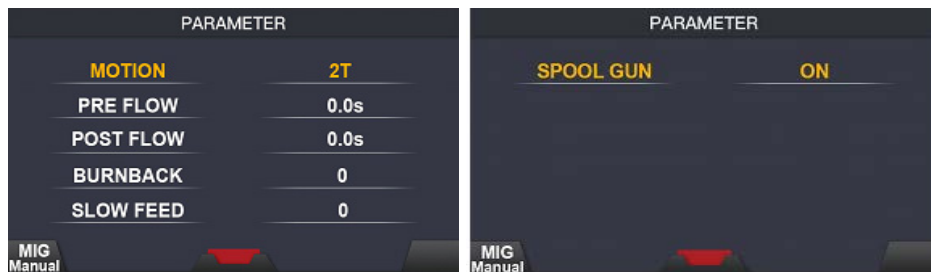 PARAMETER
MOTION 2T
PRE FLOW 0.0s
POST FLOW 0.0s
BURNBACK 0
SLOW FEED 0
MIG
Manual
PARAMETER
SPOOL GUN ON
MIG
Manual